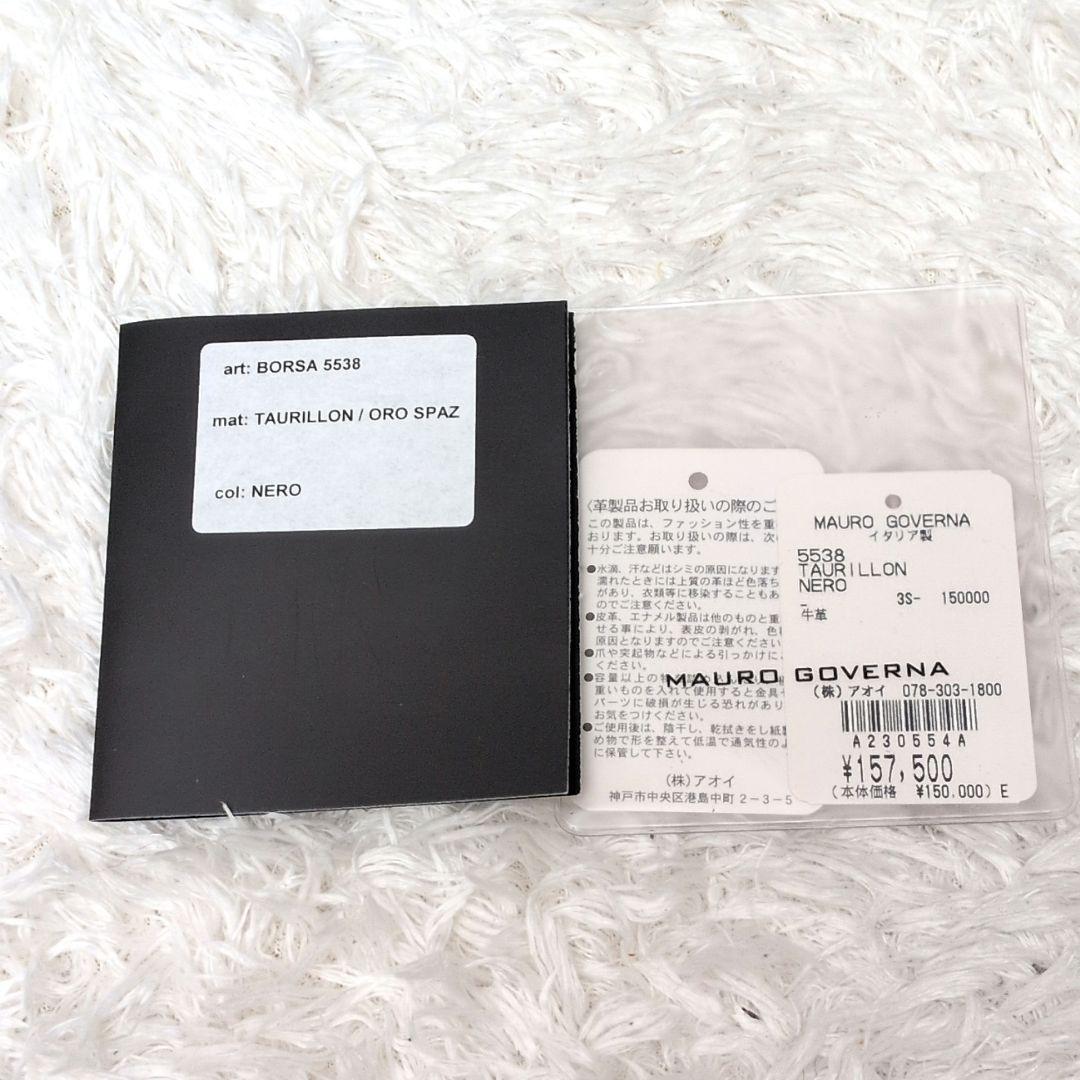 art: BORSA 5538
mat: TAURILLON / ORO SPAZ
col: NERO
〈革製品お取り扱いの際のご
この製品は、ファッション性を重
おります。お取り扱いの際は、次
十分ご注意願います。
●水滴、汗などはシミの原因になります
濡れたときには上質の革ほど色落ち
があり、衣類等に移染することもあ
のでご注意ください。
●皮革、エナメル製品は他のものと重
せる事により、表皮の剥がれ、色
原因となりますのでご注意ください
●爪や突起物などによる引っかけに
ください。
●容量以上の物
重いものを入れて使用すると金具
パーツに破損が生じる恐れがあり
お気をつけください。
●ご使用後は、陰干し、乾拭きをし紙
め物で形を整えて低温で通気性の
に保管して下さい。
(株)アオイ
神戸市中央区港島中町2-3-5
MAURO GOVERNA
MAURO GOVERNA
イタリア製
5538
TAURILLON
NERO
3S- 150000
牛革
(株)アオイ 078-303-1800
A230554A
¥157,500
(本体価格 ¥150,000) E